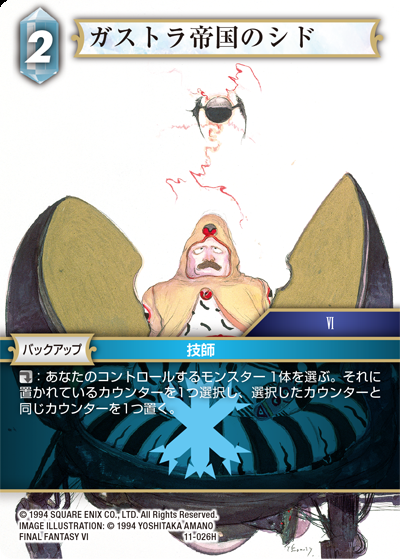 2
ガストラ帝国のシド
VI
バックアップ
技師
：あなたのコントロールするモンスター1体を選ぶ。それに
置かれているカウンターを1つ選択し、選択したカウンターと
同じカウンターを1つ置く。
© 1994 SQUARE ENIX CO., LTD. All Rights Reserved.
IMAGE ILLUSTRATION: © 1994 YOSHITAKA AMANO
FINAL FANTASY VI
11-026H